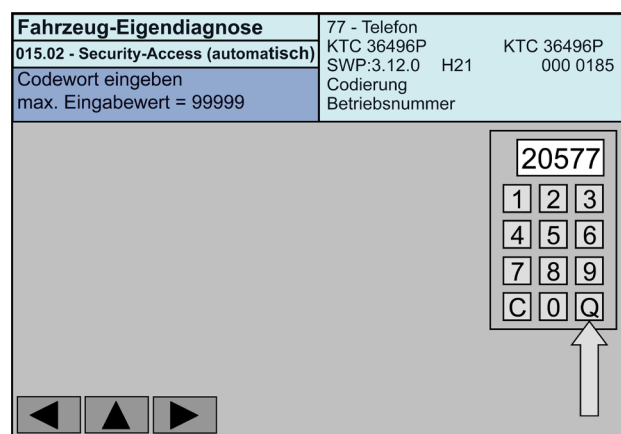 Fahrzeug-Eigendiagnose
015.02 - Security-Access (automatisch)
Codewort eingeben
max. Eingabewert = 99999
77 - Telefon
KTC 36496P KTC 36496P
SWP:3.12.0 H21 000 0185
Codierung
Betriebsnummer
20577
1 2 3
4 5 6
7 8 9
C 0 Q